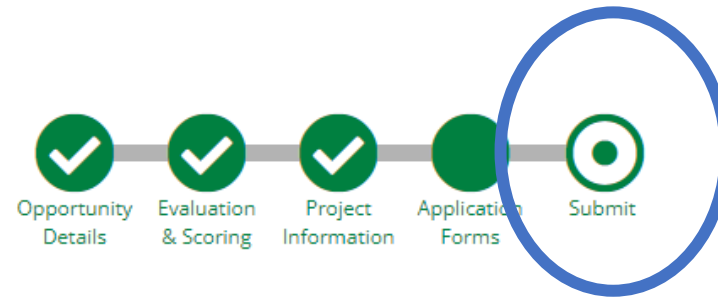 Opportunity Details
Evaluation & Scoring
Project Information
Application Forms
Submit